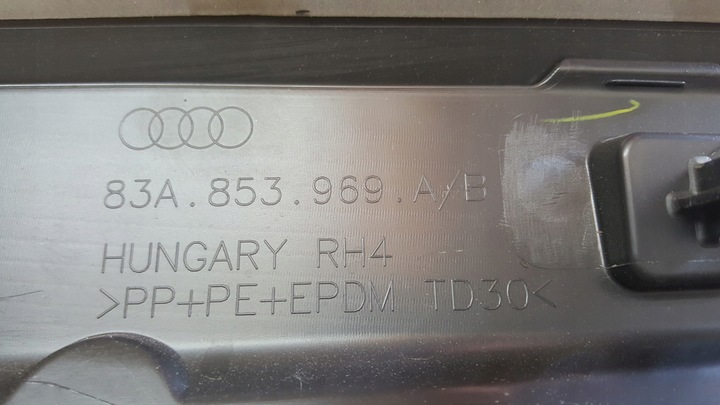 83A.853.969.A/B
HUNGARY RH4
>PP+PE+EPDM TD30<